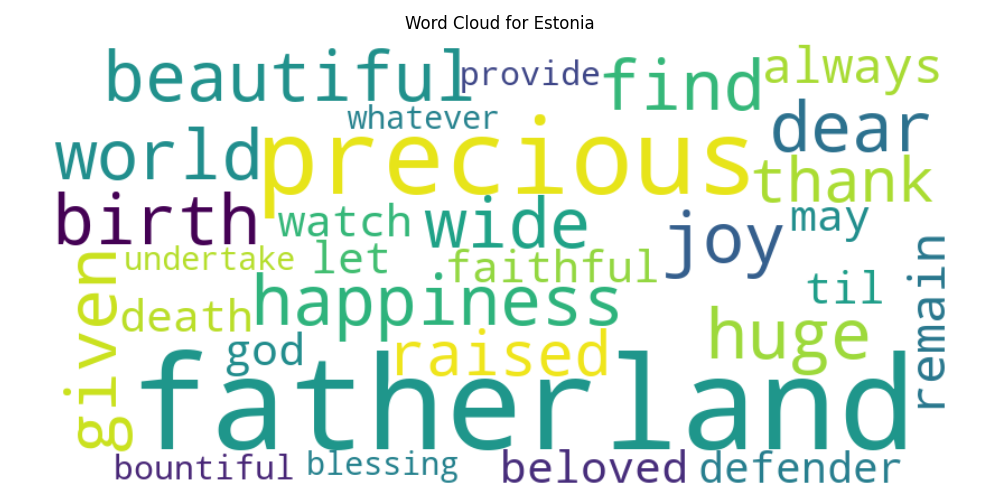 Word Cloud for Estonia
beautiful provide find always
whatever dear
world precious thank
birth watch wide joy may
undertake let faithful
given death happiness til remain
god raised huge
fatherland
bountiful blessing beloved defender